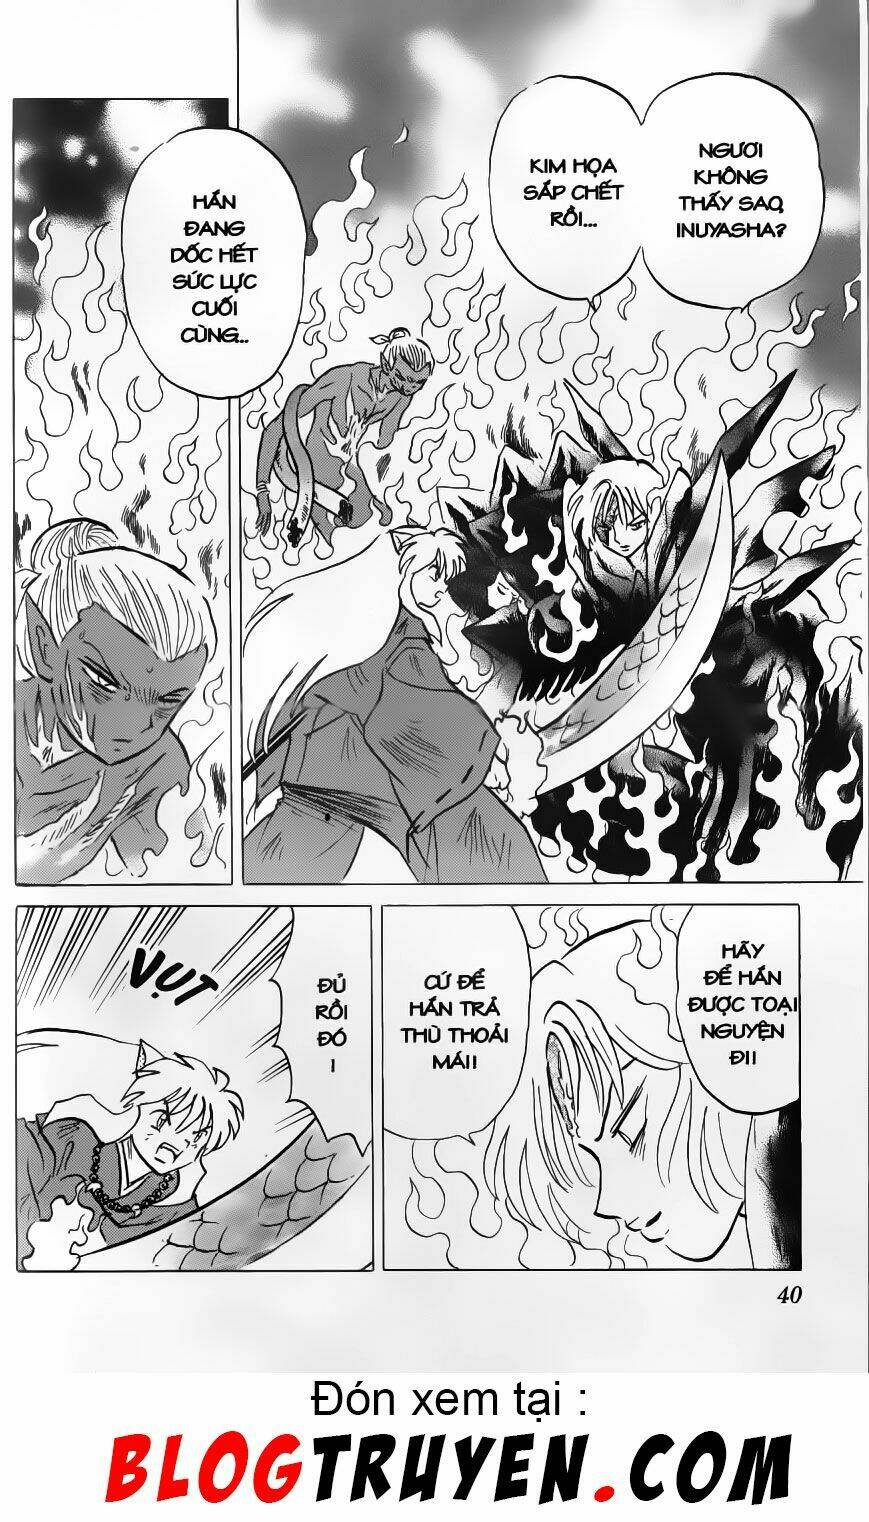 NGƯƠI
KHÔNG
THẤY SAO,
INUYASHA?
KIM HỌA
SẮP CHẾT
RỒI...
HẮN
ĐANG
DỐC HẾT
SỨC LỰC
CUỐI
CÙNG...
HÃY
ĐỂ HẮN
ĐƯỢC TOẠI
NGUYỆN
ĐI!
CỨ ĐỂ
HẮN TRẢ
THÙ THOẢI
MÁI!
ĐỦ
RỒI
ĐÓ
!
VỤT
40
Đón xem tại :
BLOGTRUYEN.COM